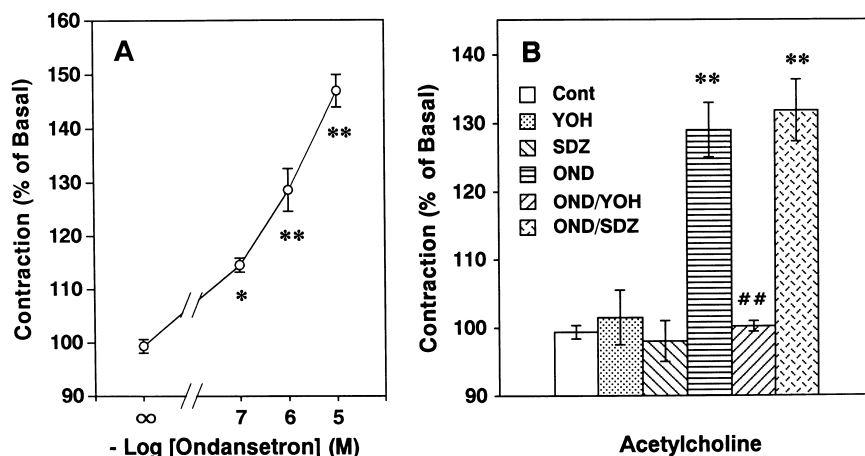 A
Contraction (% of Basal)
160
150
140
130
120
110
100
90
*
**
**
∞
7
6
5
- Log [Ondansetron] (M)
B
Contraction (% of Basal)
140
130
120
110
100
90
Cont
YOH
SDZ
OND
OND/YOH
OND/SDZ
**
##
**
Acetylcholine